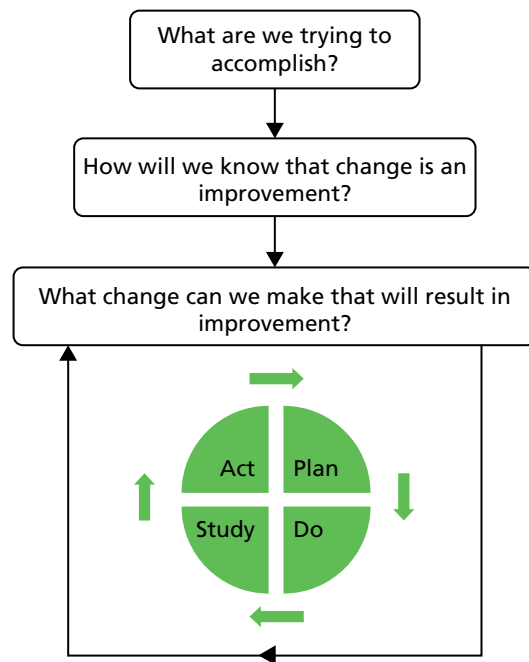 What are we trying to
accomplish?
How will we know that change is an
improvement?
What change can we make that will result in
improvement?
Act
Plan
Study
Do